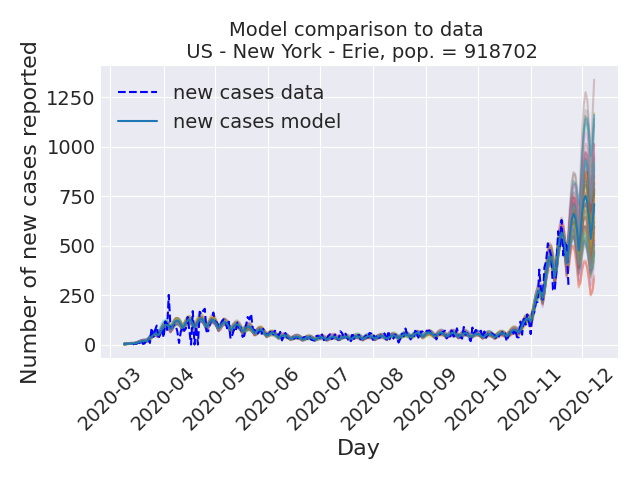 Model comparison to data
US - New York - Erie, pop. = 918702
Number of new cases reported
1250
1000
750
500
250
0
new cases data
new cases model
2020-03
2020-04
2020-05
2020-06
2020-07
2020-08
2020-09
2020-10
2020-11
2020-12
Day